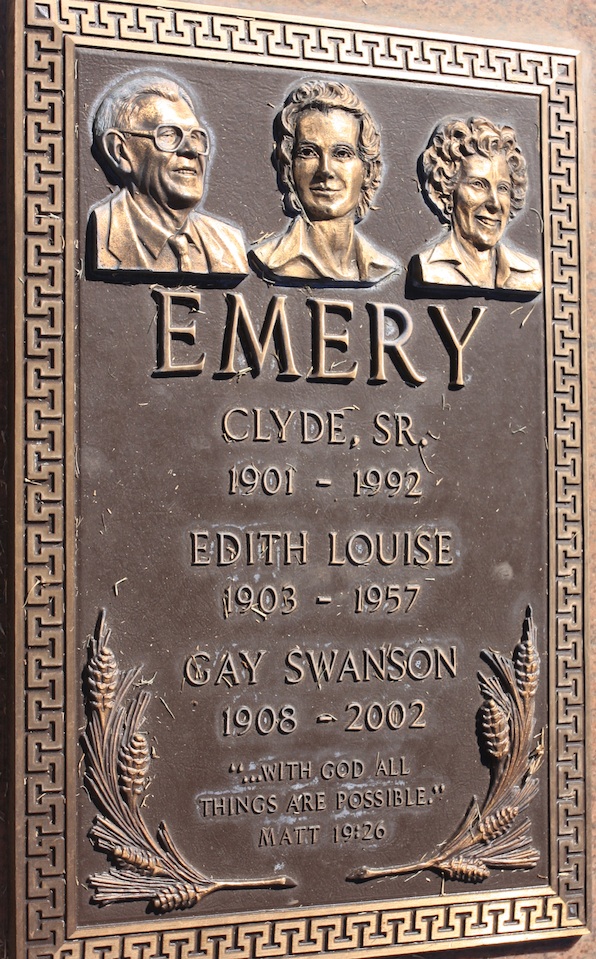 EMERY
CLYDE, SR.
1901 - 1992
EDITH LOUISE
1903 - 1957
GAY SWANSON
1908 - 2002
"...WITH GOD ALL
THINGS ARE POSSIBLE."
MATT 19:26